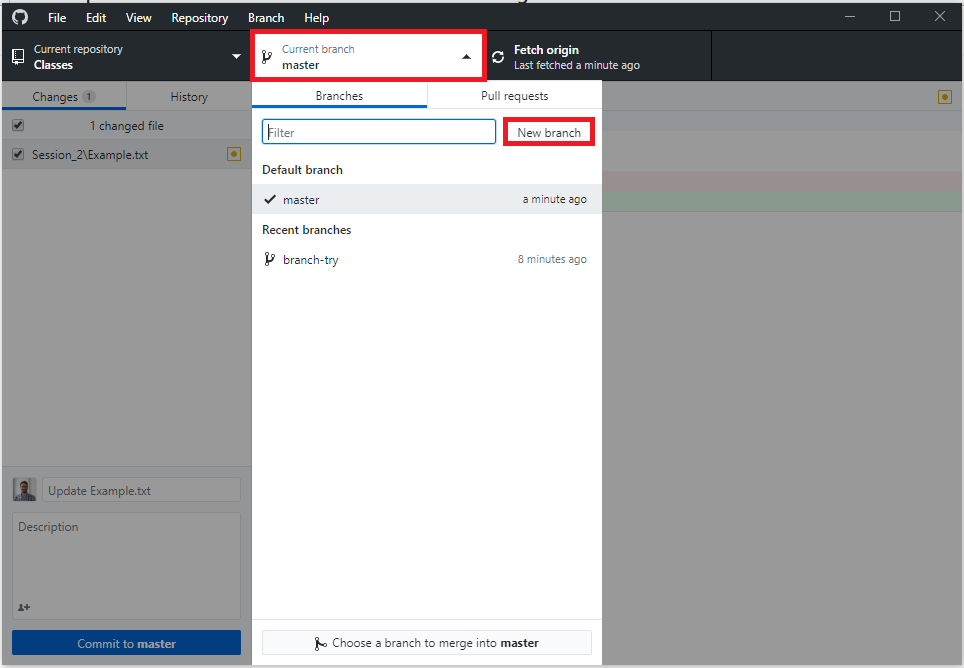 File Edit View Repository Branch Help
Current repository
Classes
Current branch
master
Fetch origin
Last fetched a minute ago
Changes 1
History
1 changed file
Session_2\Example.txt
Update Example.txt
Description
Commit to master
Branches
Pull requests
Filter
New branch
Default branch
master a minute ago
Recent branches
branch-try 8 minutes ago
Choose a branch to merge into master